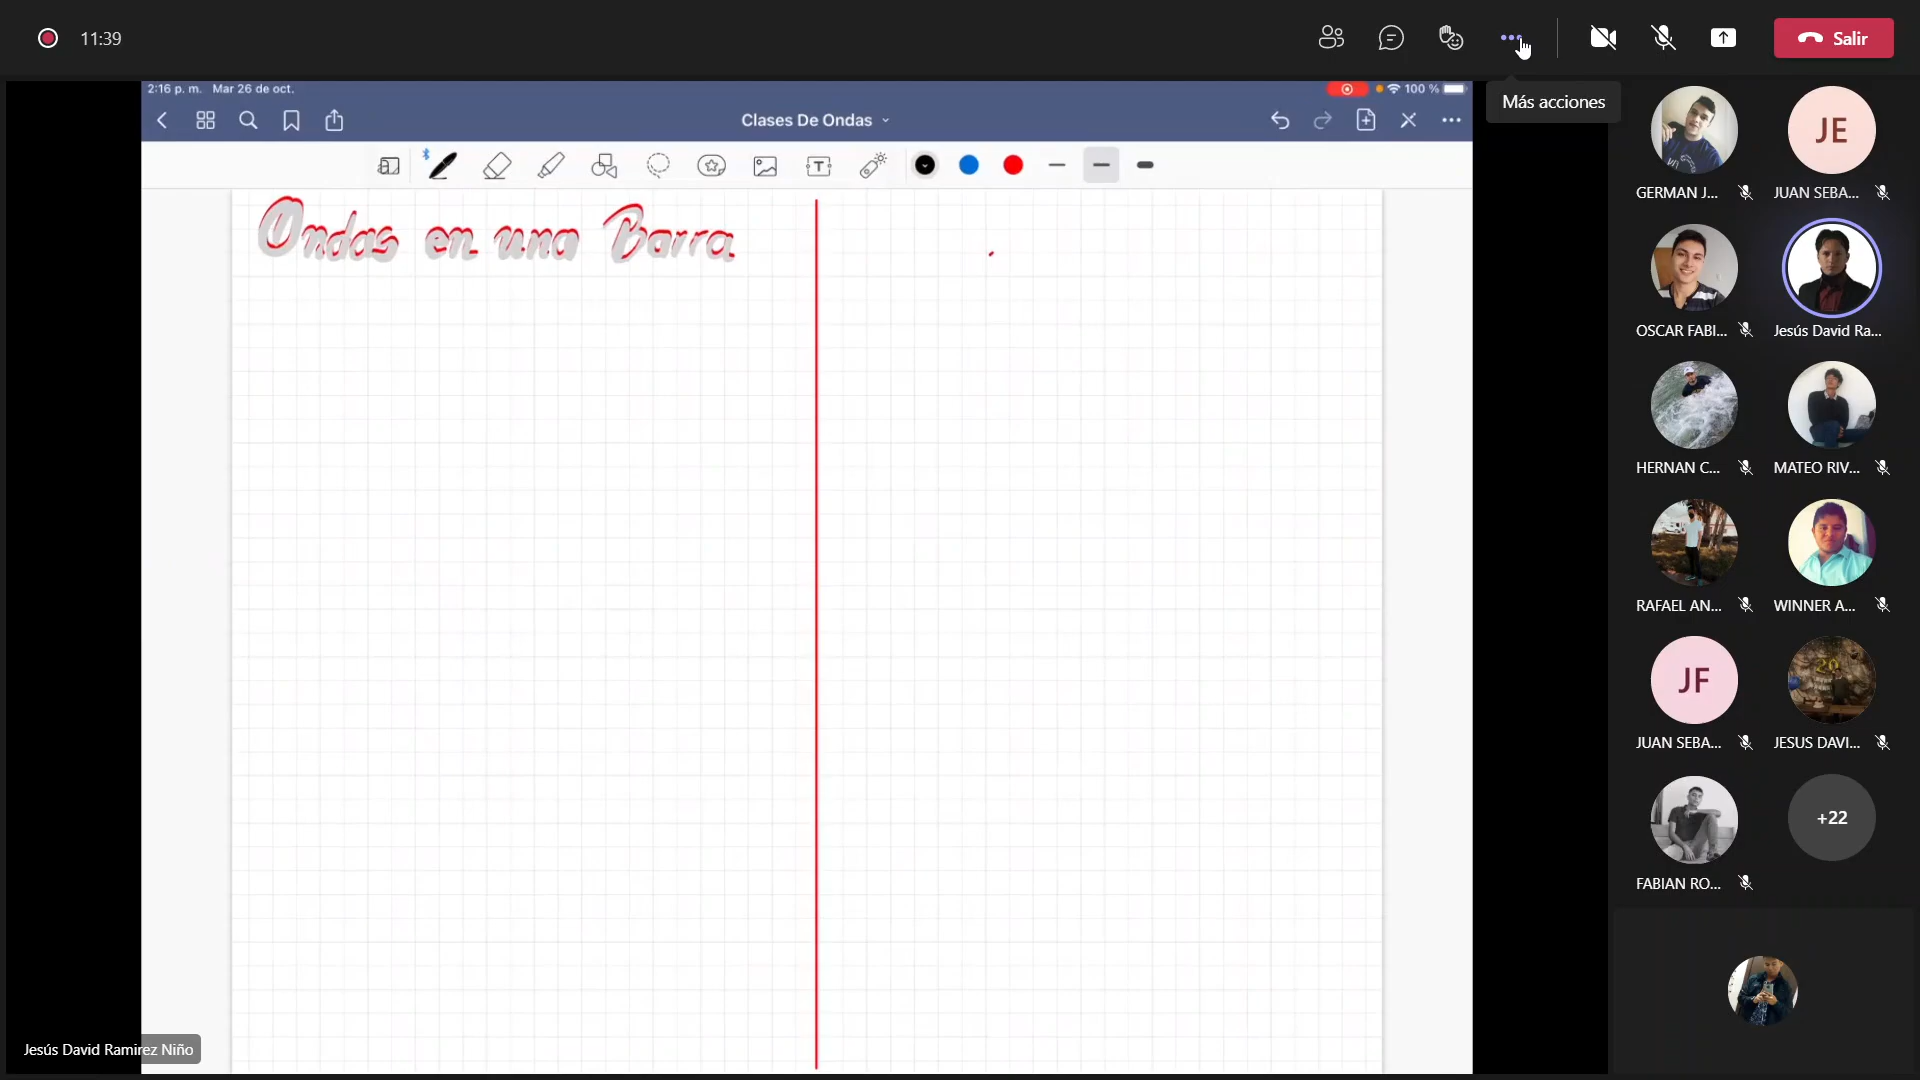 11:39
Salir
Más acciones
2:16 p. m. Mar 26 de oct.
100 %
Clases De Ondas
T
Ondas en una Barra
GERMAN J...
JE
JUAN SEBA...
OSCAR FABI...
Jesús David Ra...
HERNAN C...
MATEO RIV...
RAFAEL AN...
WINNER A...
JF
JUAN SEBA...
20
JESUS DAVI...
FABIAN RO...
+22
Jesús David Ramirez Niño